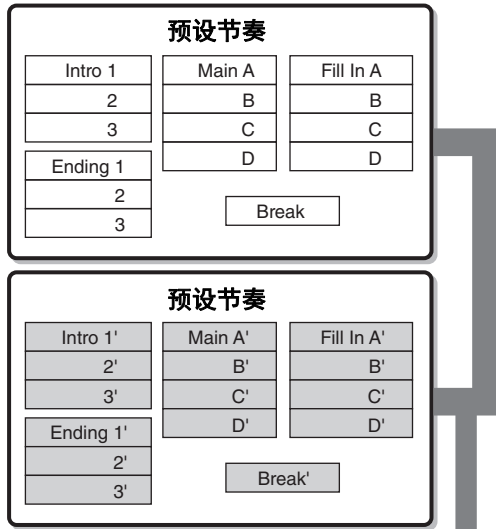 预设节奏
Intro 1 Main A Fill In A
2 B B
3 C C
Ending 1 D D
2
3
Break
预设节奏
Intro 1' Main A' Fill In A'
2' B' B'
3' C' C'
Ending 1' D' D'
2'
3'
Break'